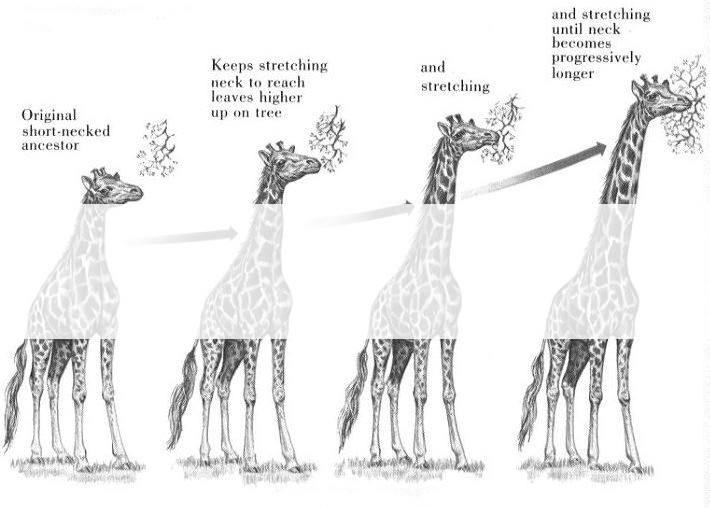 Original
short-necked
ancestor
Keeps stretching
neck to reach
leaves higher
up on tree
and
stretching
and stretching
until neck
becomes
progressively
longer